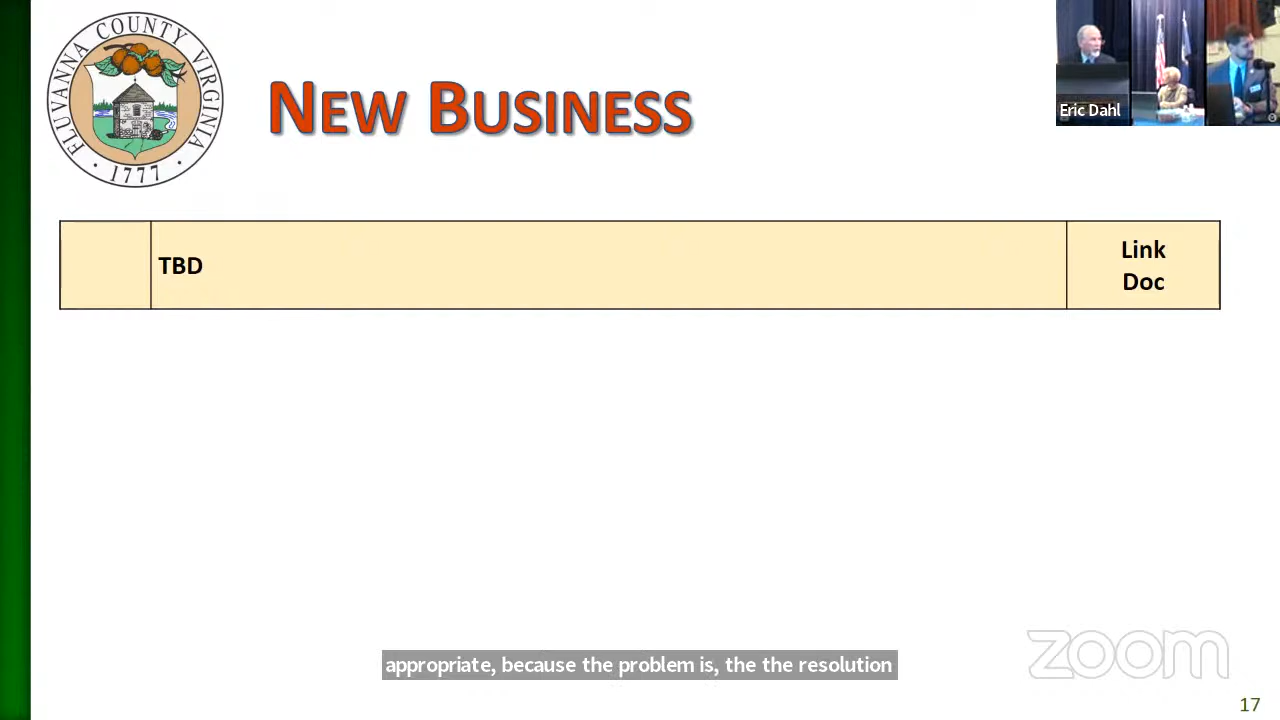 FLUVANNA COUNTY VIRGINIA
• 1777 •
NEW BUSINESS
Eric Dahl
TBD
Link
Doc
appropriate, because the problem is, the the resolution
zoom
17